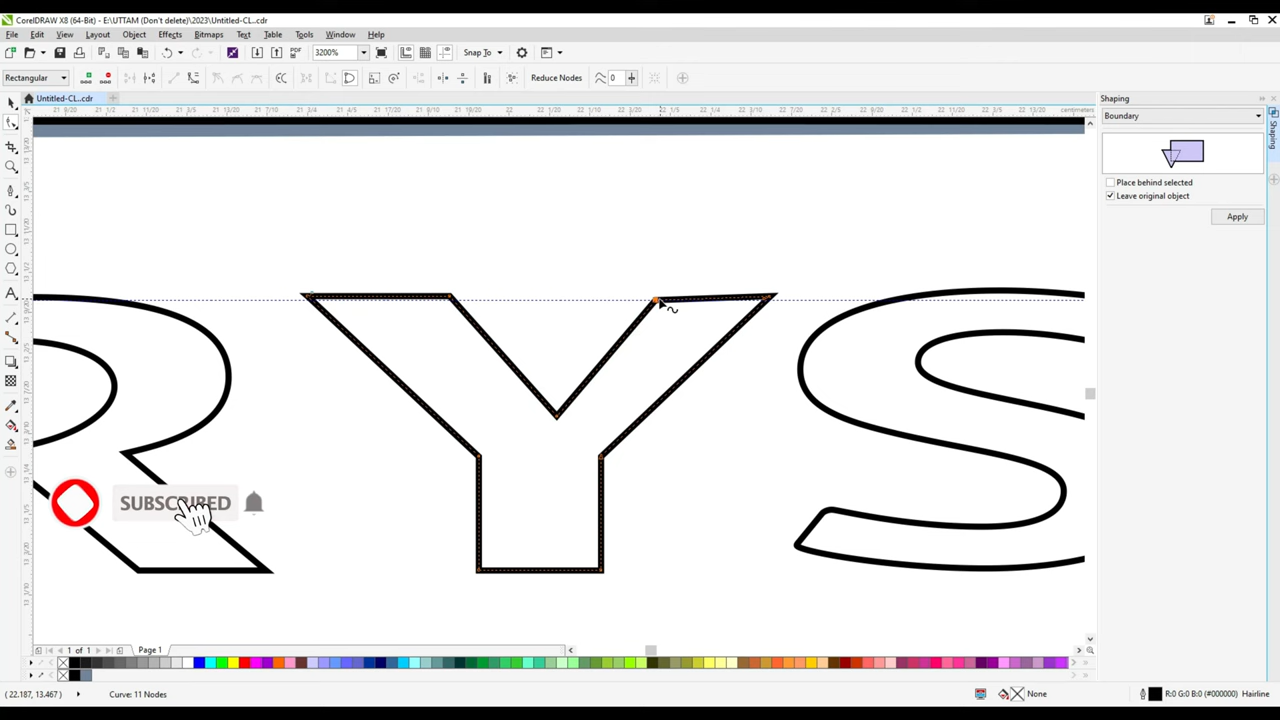 CorelDRAW X8 (64-Bit) - E:\UTTAM (Don't delete)\2023\Untitled-CL..cdr
File Edit View Layout Object Effects Bitmaps Text Table Tools Window Help
PDF 3200% Snap To
Rectangular Reduce Nodes 0
Untitled-CL..cdr
centimeters
Shaping
Boundary
Place behind selected
Leave original object
Apply
Shaping
R Y S
SUBSCRIBED
1 of 1 Page 1
( 22.187, 13.467 ) Curve: 11 Nodes None R:0 G:0 B:0 (#000000) Hairline